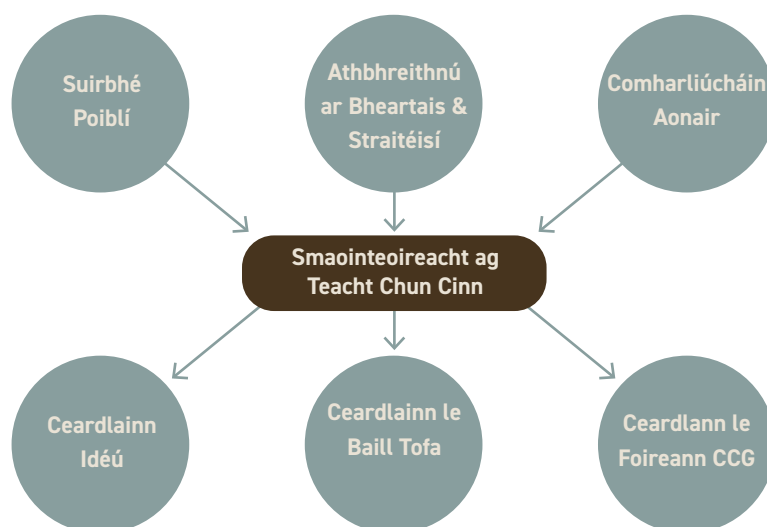 Suirbhé
Poiblí
Athbhreithnú
ar Bheartais &
Straitéisí
Comharliúcháin
Aonair
Smaointeoireacht ag
Teacht Chun Cinn
Ceardlainn
Idéú
Ceardlainn le
Baill Tofa
Ceardlann le
Foireann CCG